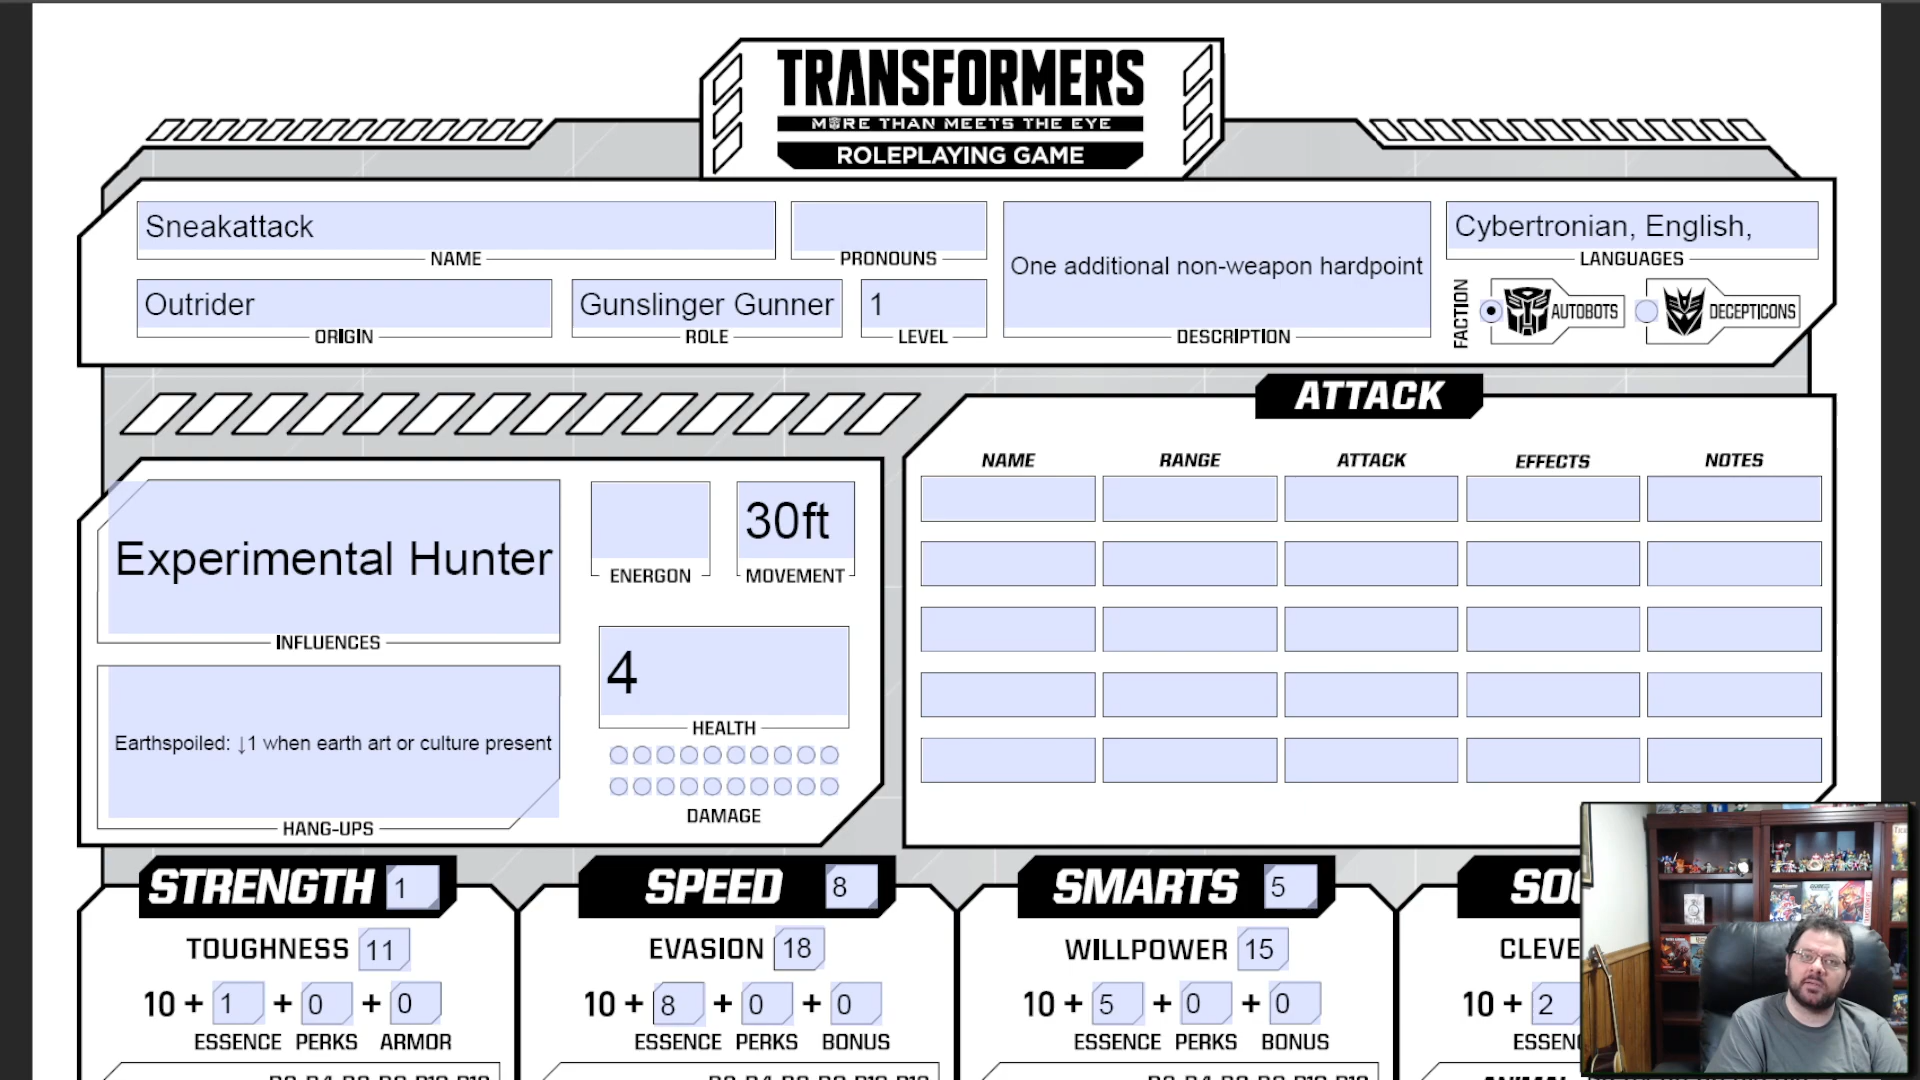 TRANSFORMERS
MORE THAN MEETS THE EYE
ROLEPLAYING GAME
Sneakattack
NAME
PRONOUNS
One additional non-weapon hardpoint
DESCRIPTION
Cybertronian, English,
LANGUAGES
Outrider
ORIGIN
Gunslinger Gunner
ROLE
1
LEVEL
FACTION
AUTOBOTS
DECEPTICONS
Experimental Hunter
INFLUENCES
ENERGON
30ft
MOVEMENT
Earthspoiled: ↓1 when earth art or culture present
HANG-UPS
4
HEALTH
DAMAGE
ATTACK
NAME RANGE ATTACK EFFECTS NOTES
STRENGTH 1
TOUGHNESS 11
10 + 1 + 0 + 0
ESSENCE PERKS ARMOR
SPEED 8
EVASION 18
10 + 8 + 0 + 0
ESSENCE PERKS BONUS
SMARTS 5
WILLPOWER 15
10 + 5 + 0 + 0
ESSENCE PERKS BONUS
SO
CLEVE
10 + 2
ESSEN